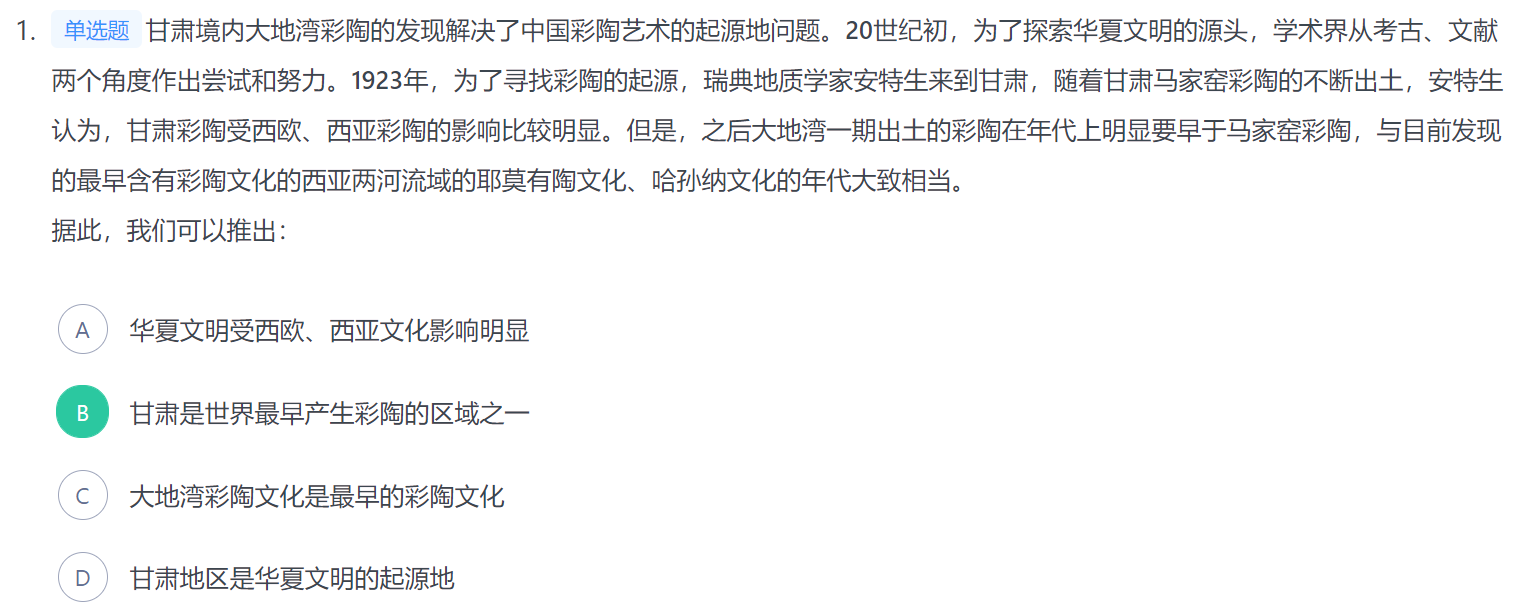 1. 单选题 甘肃境内大地湾彩陶的发现解决了中国彩陶艺术的起源地问题。20世纪初，为了探索华夏文明的源头，学术界从考古、文献
两个角度作出尝试和努力。1923年，为了寻找彩陶的起源，瑞典地质学家安特生来到甘肃，随着甘肃马家窑彩陶的不断出土，安特生
认为，甘肃彩陶受西欧、西亚彩陶的影响比较明显。但是，之后大地湾一期出土的彩陶在年代上明显要早于马家窑彩陶，与目前发现
的最早含有彩陶文化的西亚两河流域的耶莫有陶文化、哈孙纳文化的年代大致相当。
据此，我们可以推出：
A 华夏文明受西欧、西亚文化影响明显
B 甘肃是世界最早产生彩陶的区域之一
C 大地湾彩陶文化是最早的彩陶文化
D 甘肃地区是华夏文明的起源地